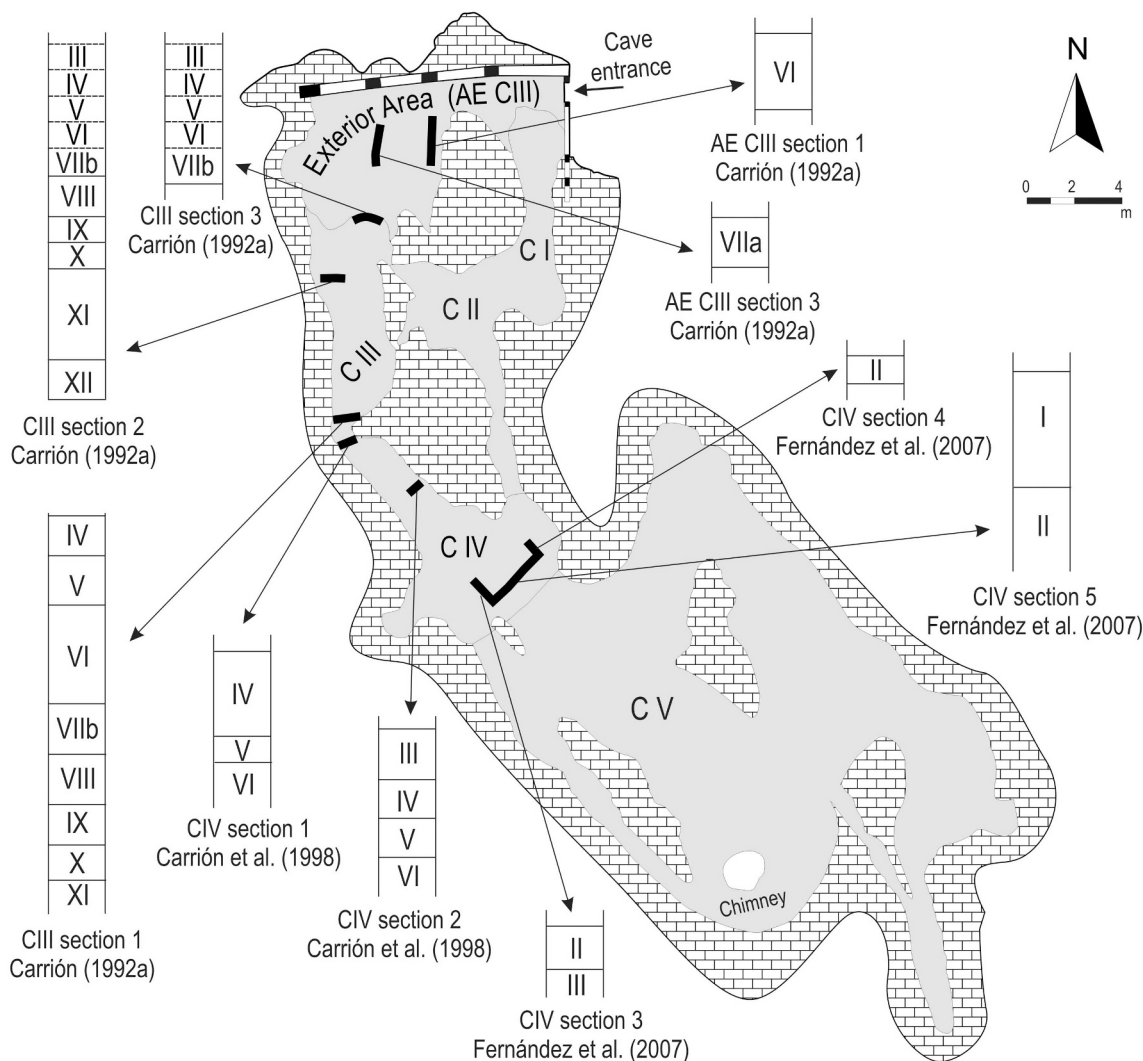 III
IV
V
VI
VIIb
VIII
IX
X
XI
XII
CIII section 2
Carrión (1992a)
III
IV
V
VI
VIIb
CIII section 3
Carrión (1992a)
Cave
entrance
Exterior Area (AE CIII)
VI
AE CIII section 1
Carrión (1992a)
N
0 2 4
m
VIIa
AE CIII section 3
Carrión (1992a)
C I
C II
C III
C IV
C V
Chimney
II
CIV section 4
Fernández et al. (2007)
I
II
CIV section 5
Fernández et al. (2007)
IV
V
VI
VIIb
VIII
IX
X
XI
CIII section 1
Carrión (1992a)
IV
V
VI
CIV section 1
Carrión et al. (1998)
III
IV
V
VI
CIV section 2
Carrión et al. (1998)
II
III
CIV section 3
Fernández et al. (2007)